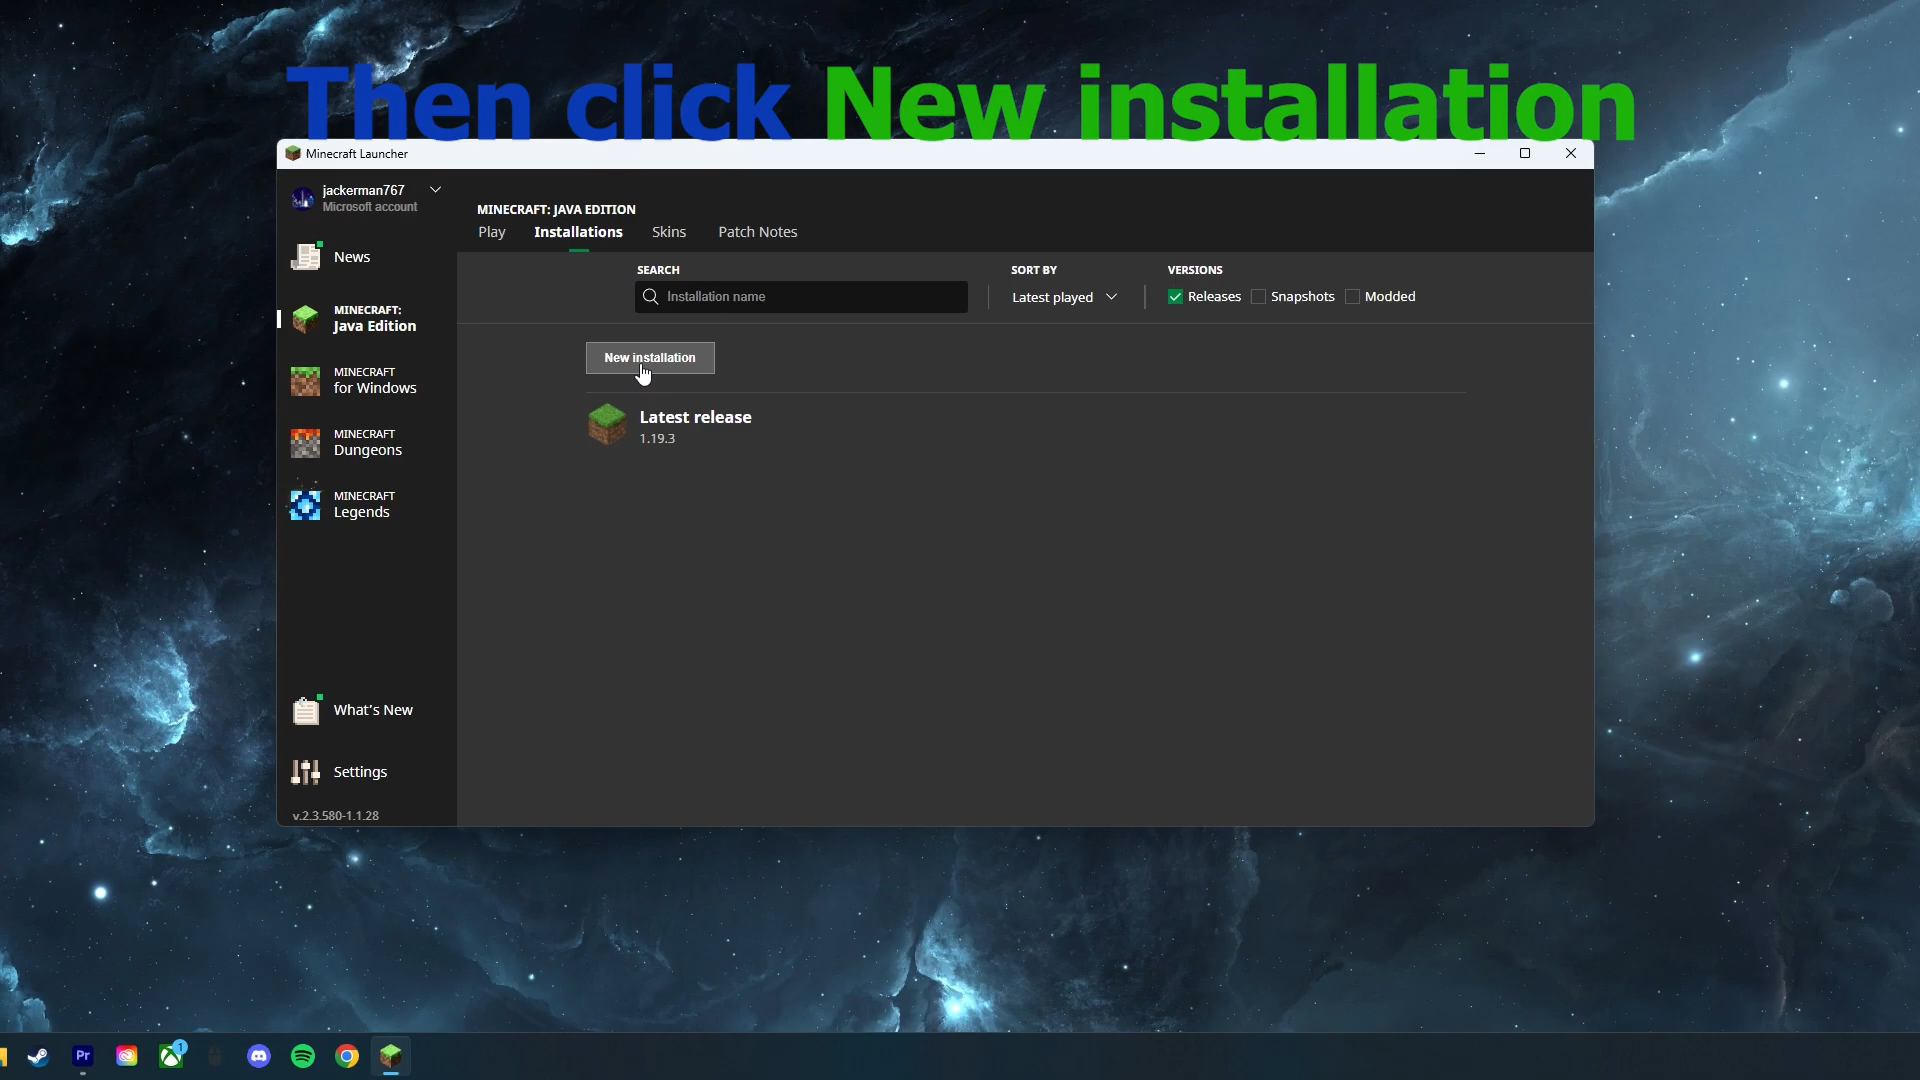 Then click New installation
Minecraft Launcher
jackerman767
Microsoft account
News
MINECRAFT:
Java Edition
MINECRAFT
for Windows
MINECRAFT
Dungeons
MINECRAFT
Legends
What's New
Settings
v.2.3.580-1.1.28
MINECRAFT: JAVA EDITION
Play Installations Skins Patch Notes
SEARCH SORT BY VERSIONS
Installation name Latest played Releases Snapshots Modded
New installation
Latest release
1.19.3
Pr 1